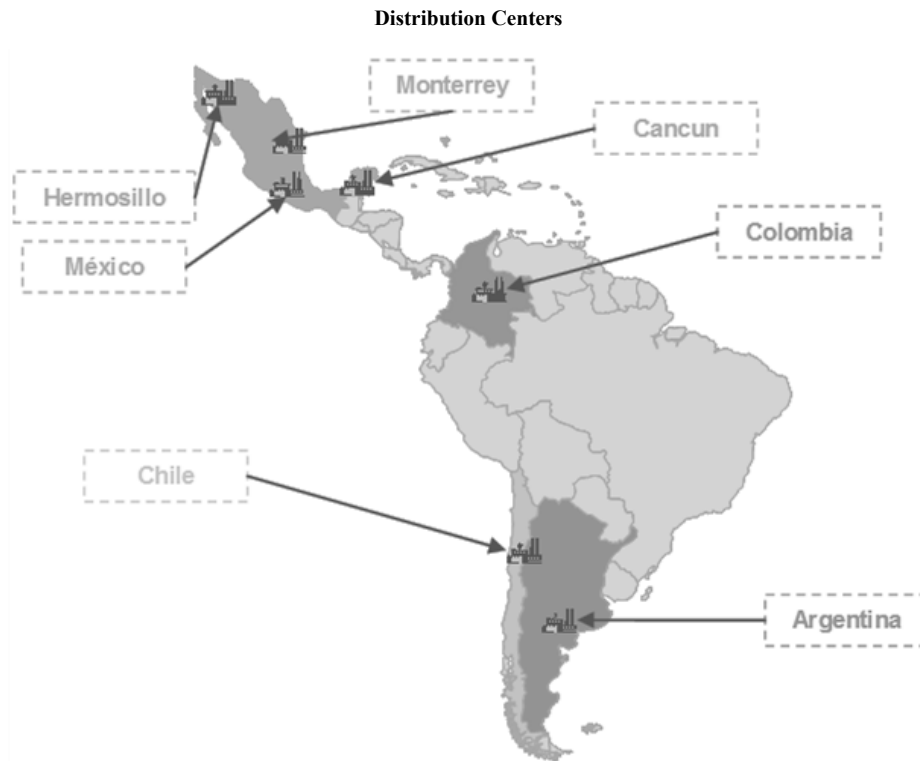 Distribution Centers
Monterrey
Cancun
Hermosillo
Colombia
México
Chile
Argentina